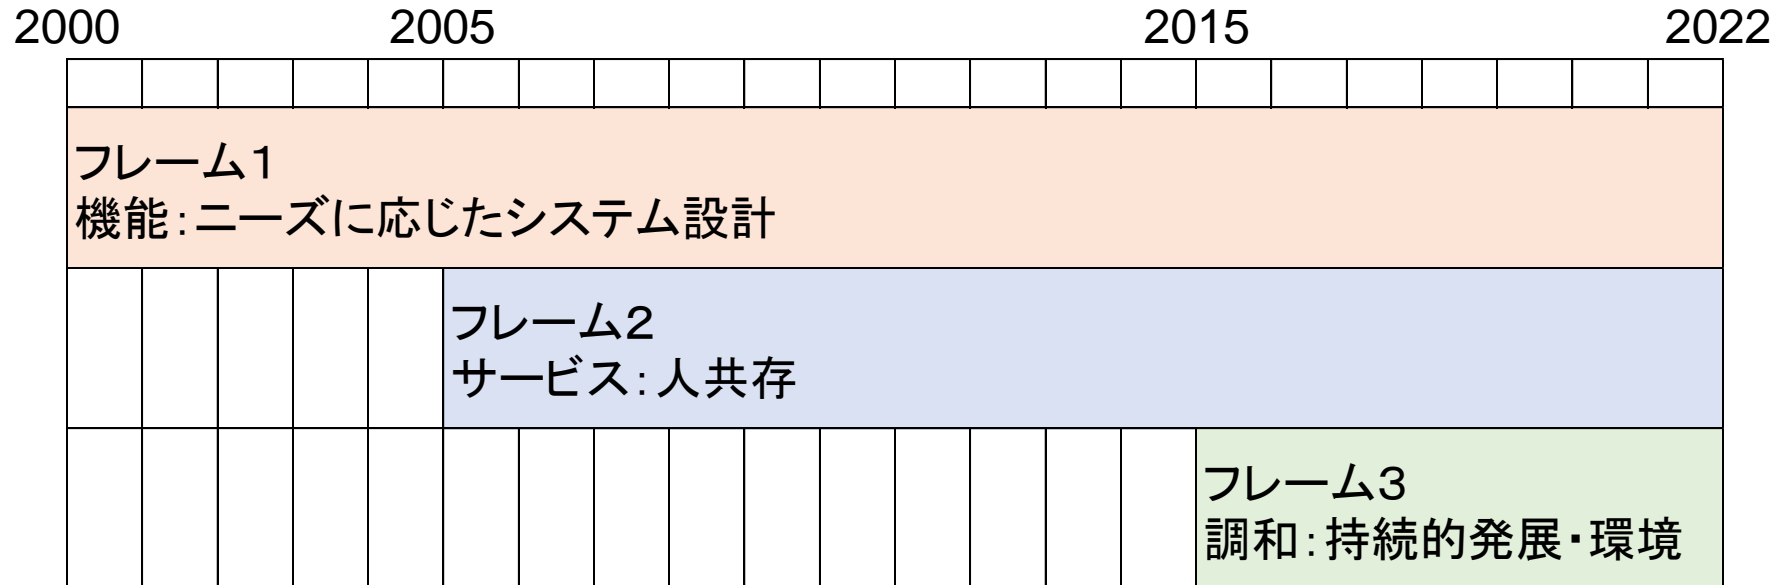 2000 2005 2015 2022
フレーム1
機能：ニーズに応じたシステム設計
フレーム2
サービス：人共存
フレーム3
調和：持続的発展・環境